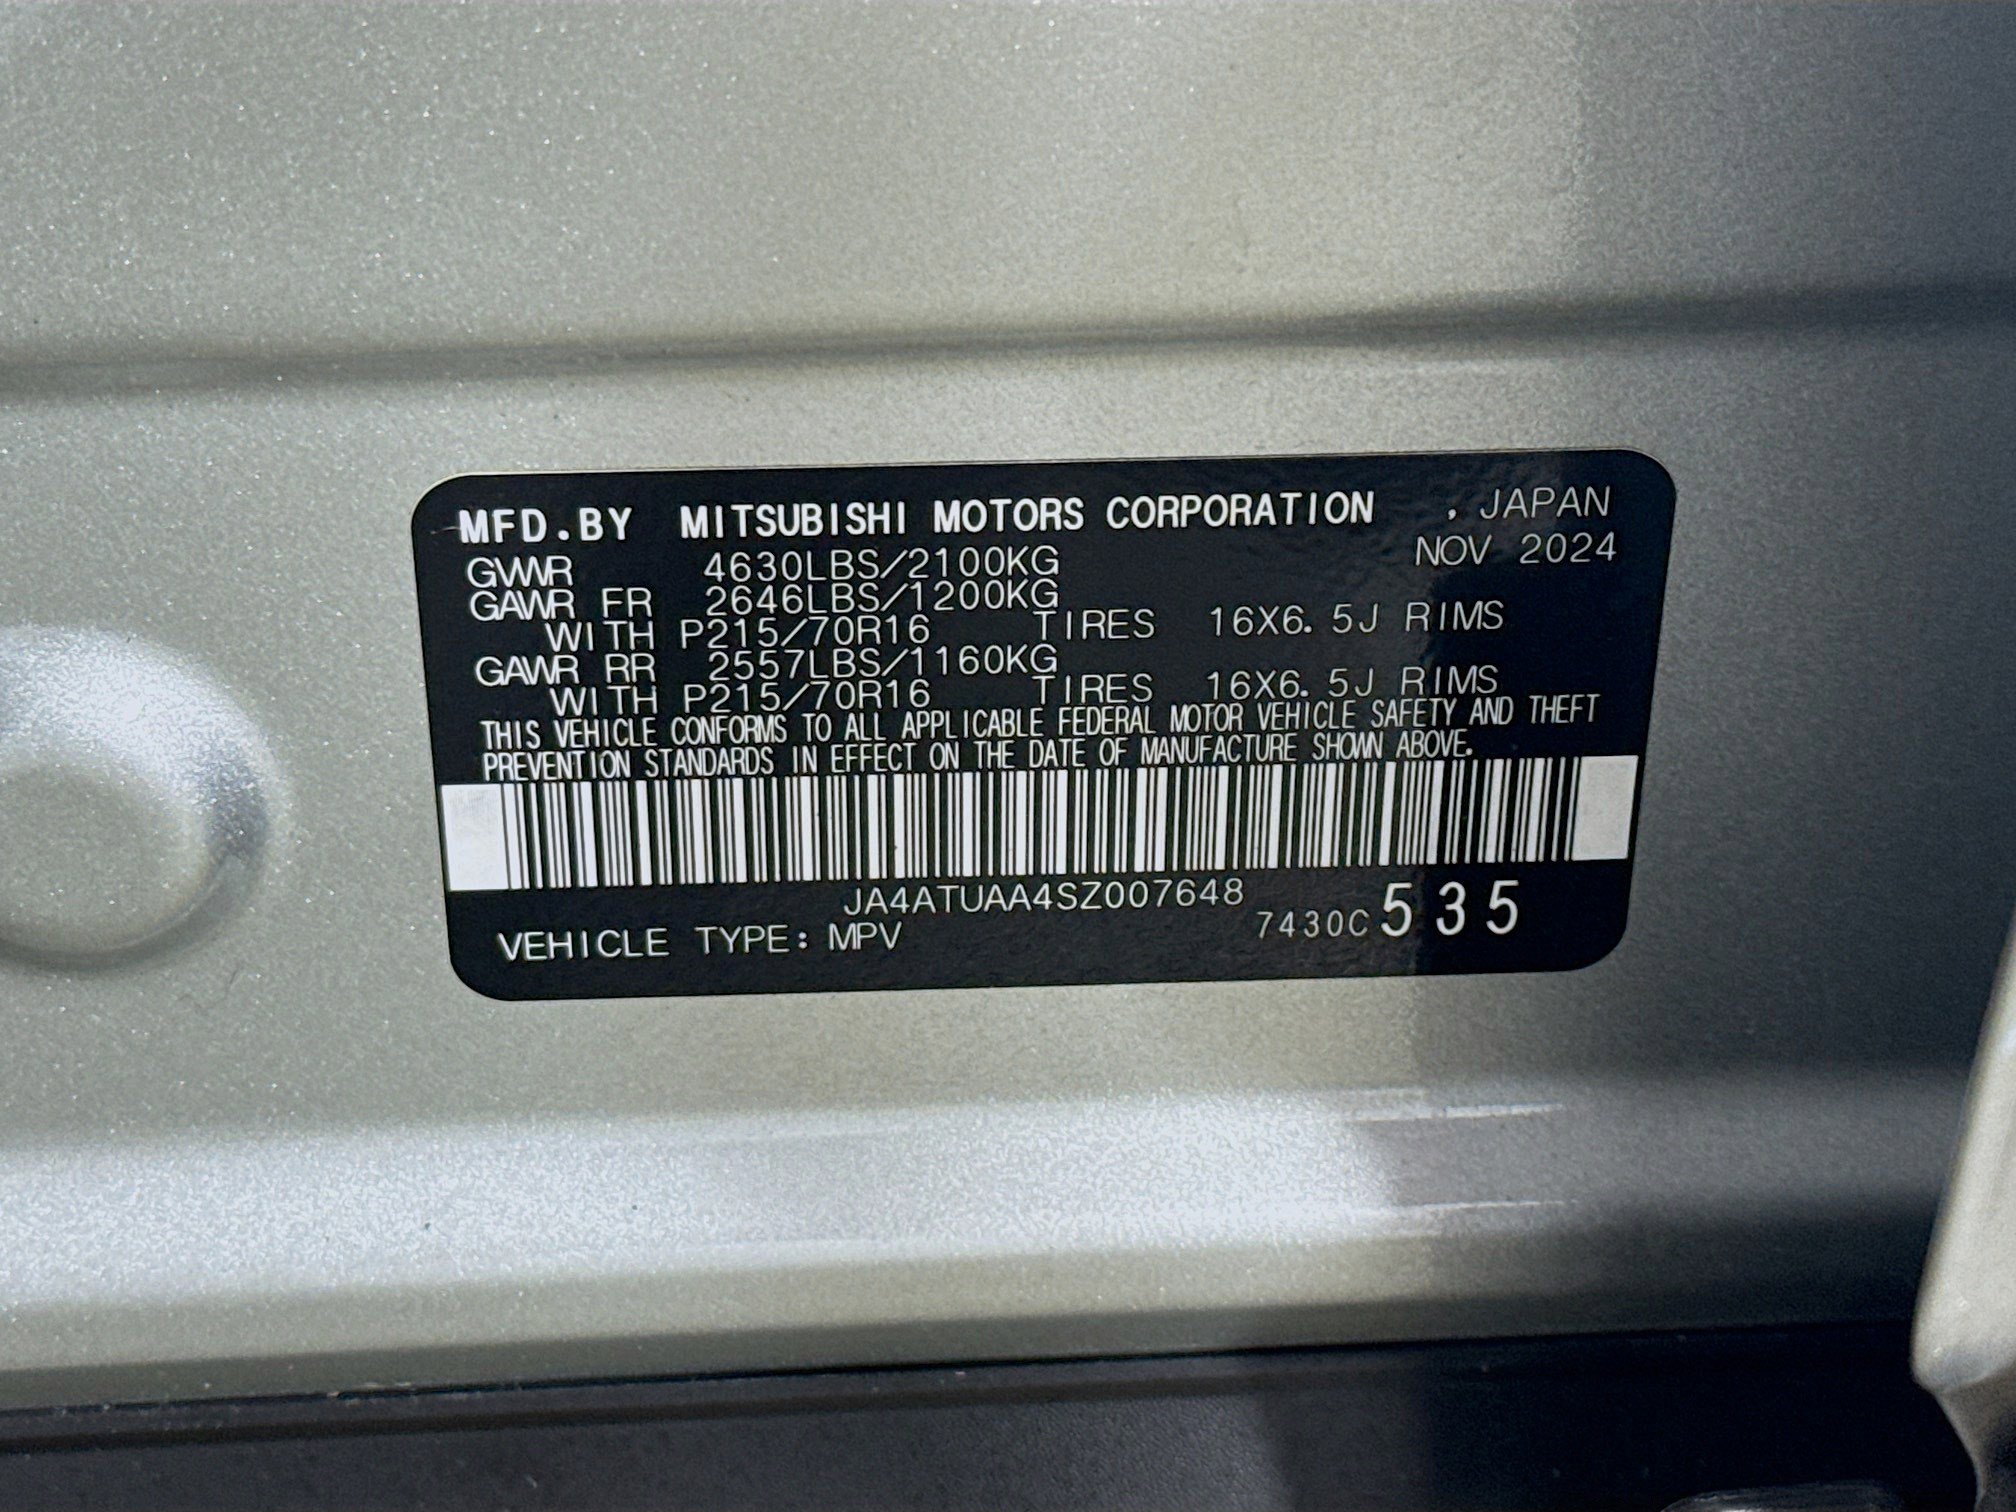 MFD.BY MITSUBISHI MOTORS CORPORATION , JAPAN
GVWR 4630LBS/2100KG NOV 2024
GAWR FR 2646LBS/1200KG
WITH P215/70R16 TIRES 16X6.5J RIMS
GAWR RR 2557LBS/1160KG
WITH P215/70R16 TIRES 16X6.5J RIMS
THIS VEHICLE CONFORMS TO ALL APPLICABLE FEDERAL MOTOR VEHICLE SAFETY AND THEFT
PREVENTION STANDARDS IN EFFECT ON THE DATE OF MANUFACTURE SHOWN ABOVE.
JA4ATUAA4SZ007648
VEHICLE TYPE: MPV 7430C 535